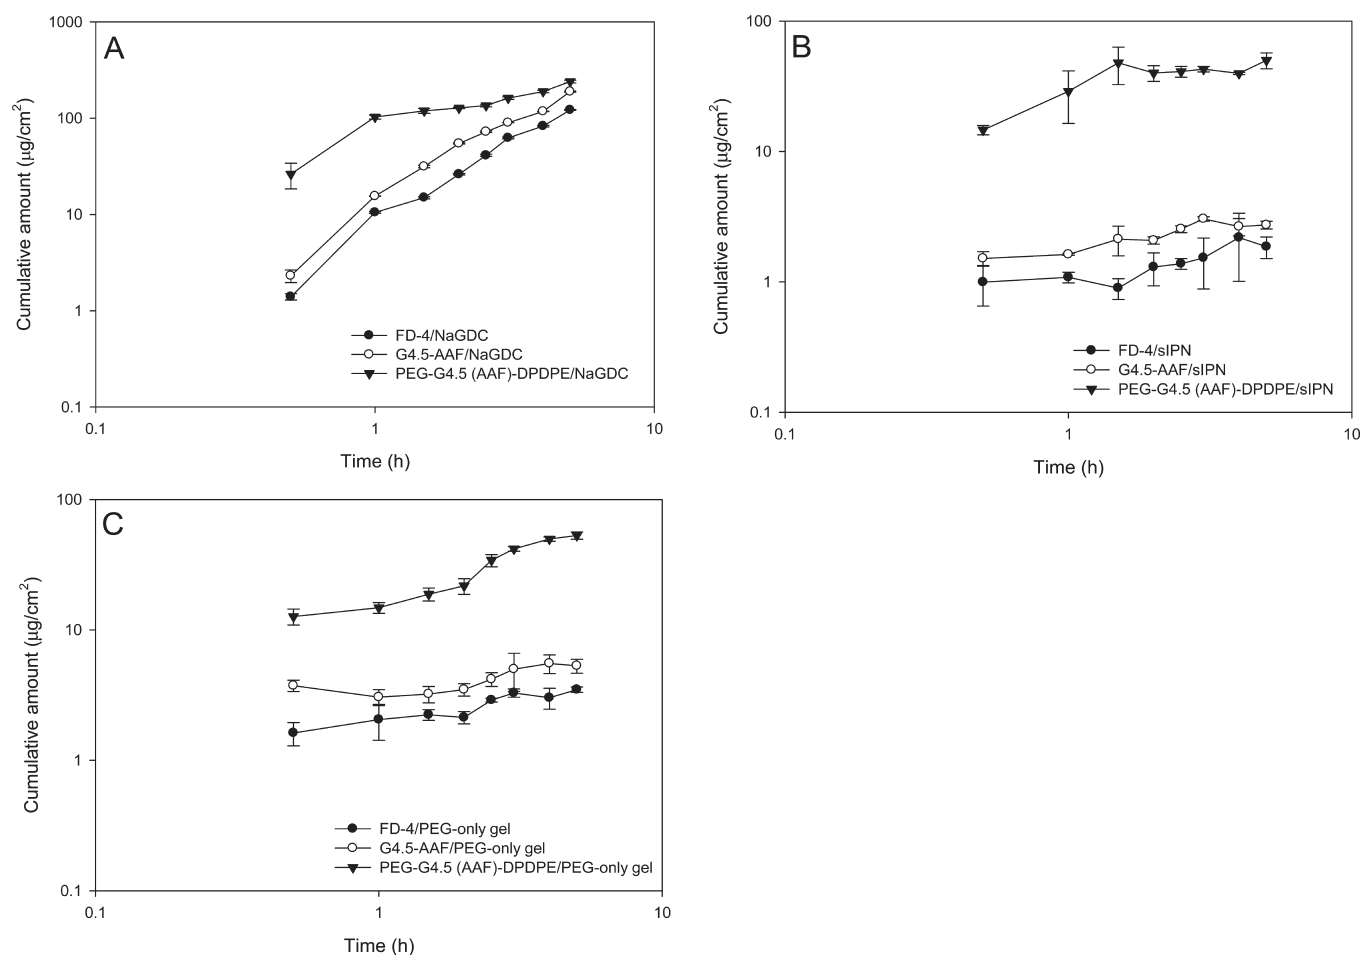 A
1000
100
10
1
0.1
Cumulative amount (µg/cm²)
FD-4/NaGDC
G4.5-AAF/NaGDC
PEG-G4.5 (AAF)-DPDPE/NaGDC
0.1 1 10
Time (h)
B
100
10
1
0.1
Cumulative amount (µg/cm²)
FD-4/sIPN
G4.5-AAF/sIPN
PEG-G4.5 (AAF)-DPDPE/sIPN
0.1 1 10
Time (h)
C
100
10
1
0.1
Cumulative amount (µg/cm²)
FD-4/PEG-only gel
G4.5-AAF/PEG-only gel
PEG-G4.5 (AAF)-DPDPE/PEG-only gel
0.1 1 10
Time (h)